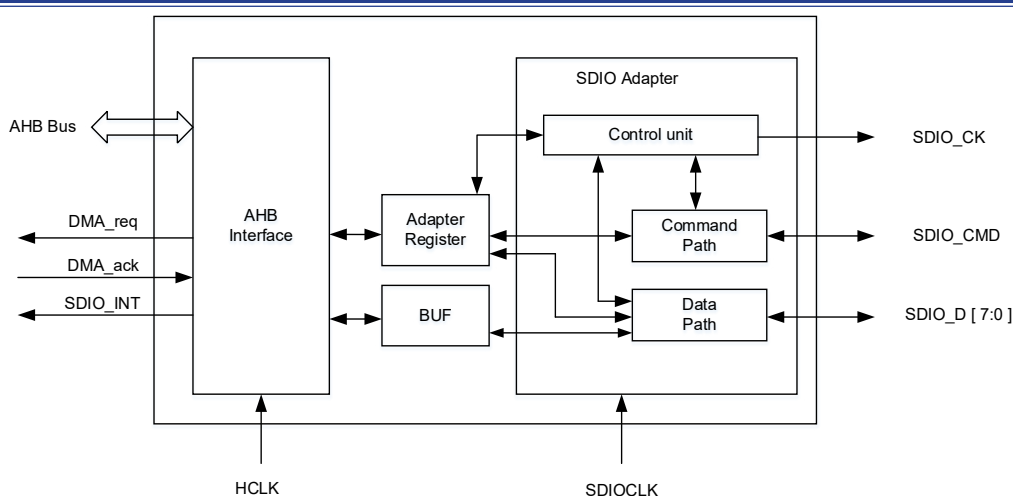 SDIO Adapter
AHB Bus
Control unit
SDIO_CK
DMA_req
AHB
Interface
Adapter
Register
Command
Path
SDIO_CMD
DMA_ack
SDIO_INT
BUF
Data
Path
SDIO_D [ 7:0 ]
HCLK
SDIOCLK